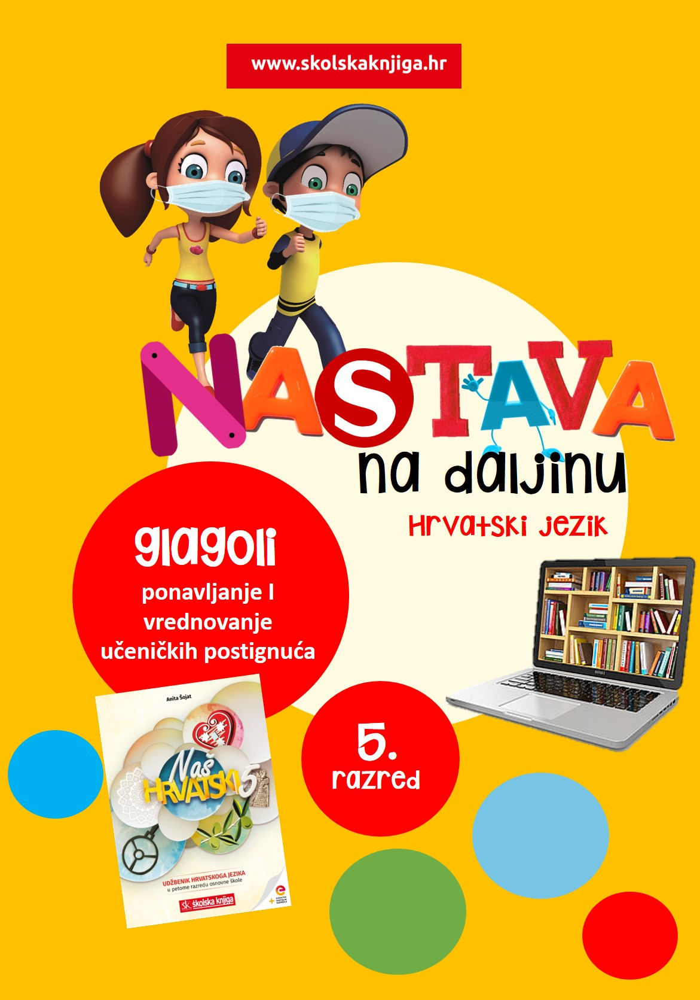 www.skolskaknjiga.hr
NASTAVA
na daljinu
Hrvatski jezik
glagoli
ponavljanje I
vrednovanje
učeničkih postignuća
Anita Šojat
Naš
HRVATSKI 5
UDŽBENIK HRVATSKOGA JEZIKA
u petome razredu osnovne škole
šk školska knjiga
5.
razred